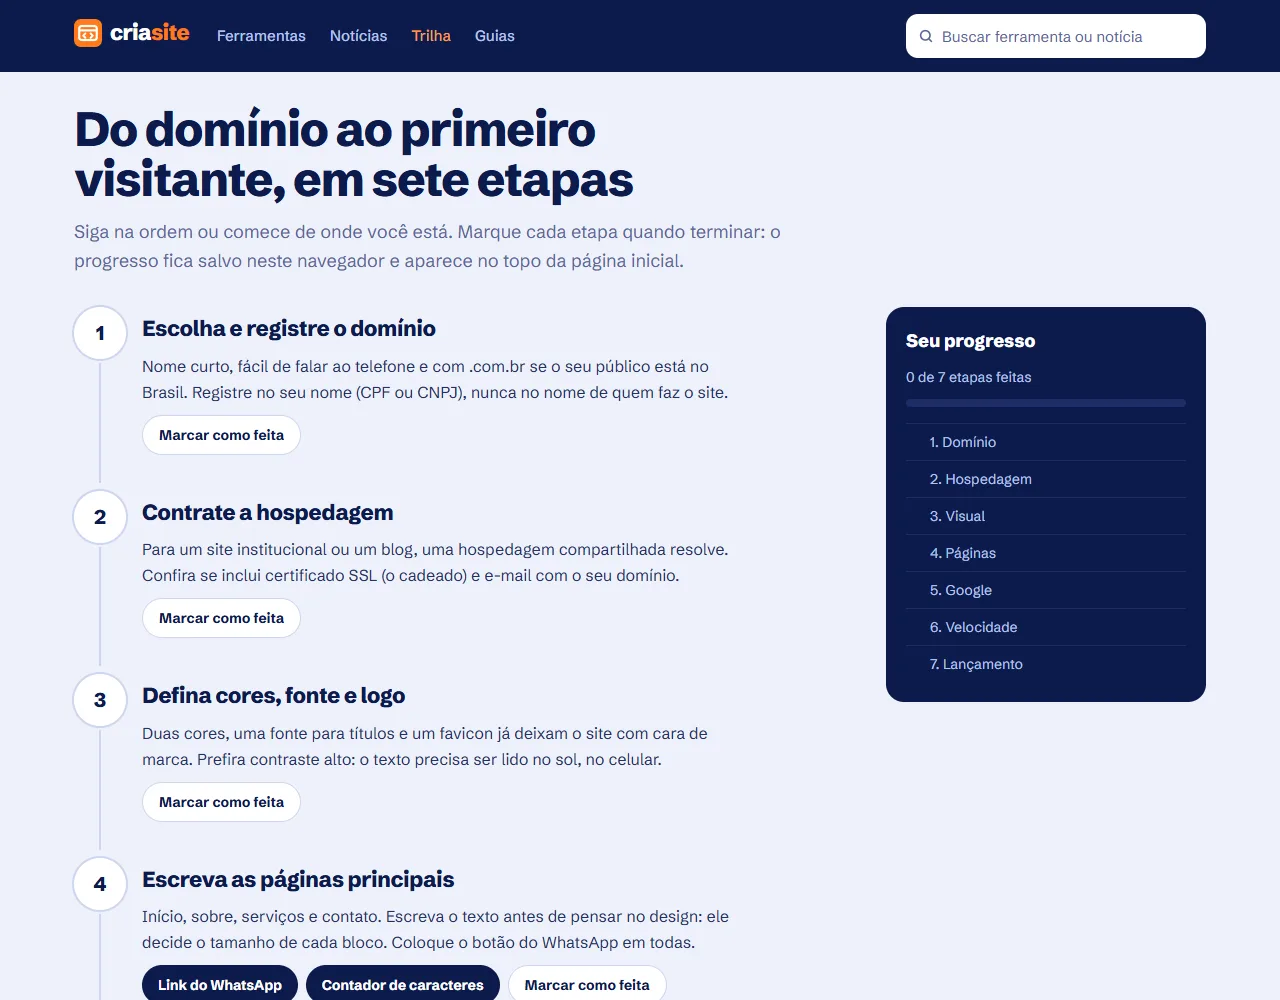 criasite
Ferramentas
Notícias
Trilha
Guias
Buscar ferramenta ou notícia
Do domínio ao primeiro
visitante, em sete etapas
Siga na ordem ou comece de onde você está. Marque cada etapa quando terminar: o
progresso fica salvo neste navegador e aparece no topo da página inicial.
1
Escolha e registre o domínio
Nome curto, fácil de falar ao telefone e com .com.br se o seu público está no
Brasil. Registre no seu nome (CPF ou CNPJ), nunca no nome de quem faz o site.
Marcar como feita
2
Contrate a hospedagem
Para um site institucional ou um blog, uma hospedagem compartilhada resolve.
Confira se inclui certificado SSL (o cadeado) e e-mail com o seu domínio.
Marcar como feita
3
Defina cores, fonte e logo
Duas cores, uma fonte para títulos e um favicon já deixam o site com cara de
marca. Prefira contraste alto: o texto precisa ser lido no sol, no celular.
Marcar como feita
4
Escreva as páginas principais
Início, sobre, serviços e contato. Escreva o texto antes de pensar no design: ele
decide o tamanho de cada bloco. Coloque o botão do WhatsApp em todas.
Link do WhatsApp
Contador de caracteres
Marcar como feita
Seu progresso
0 de 7 etapas feitas
1. Domínio
2. Hospedagem
3. Visual
4. Páginas
5. Google
6. Velocidade
7. Lançamento